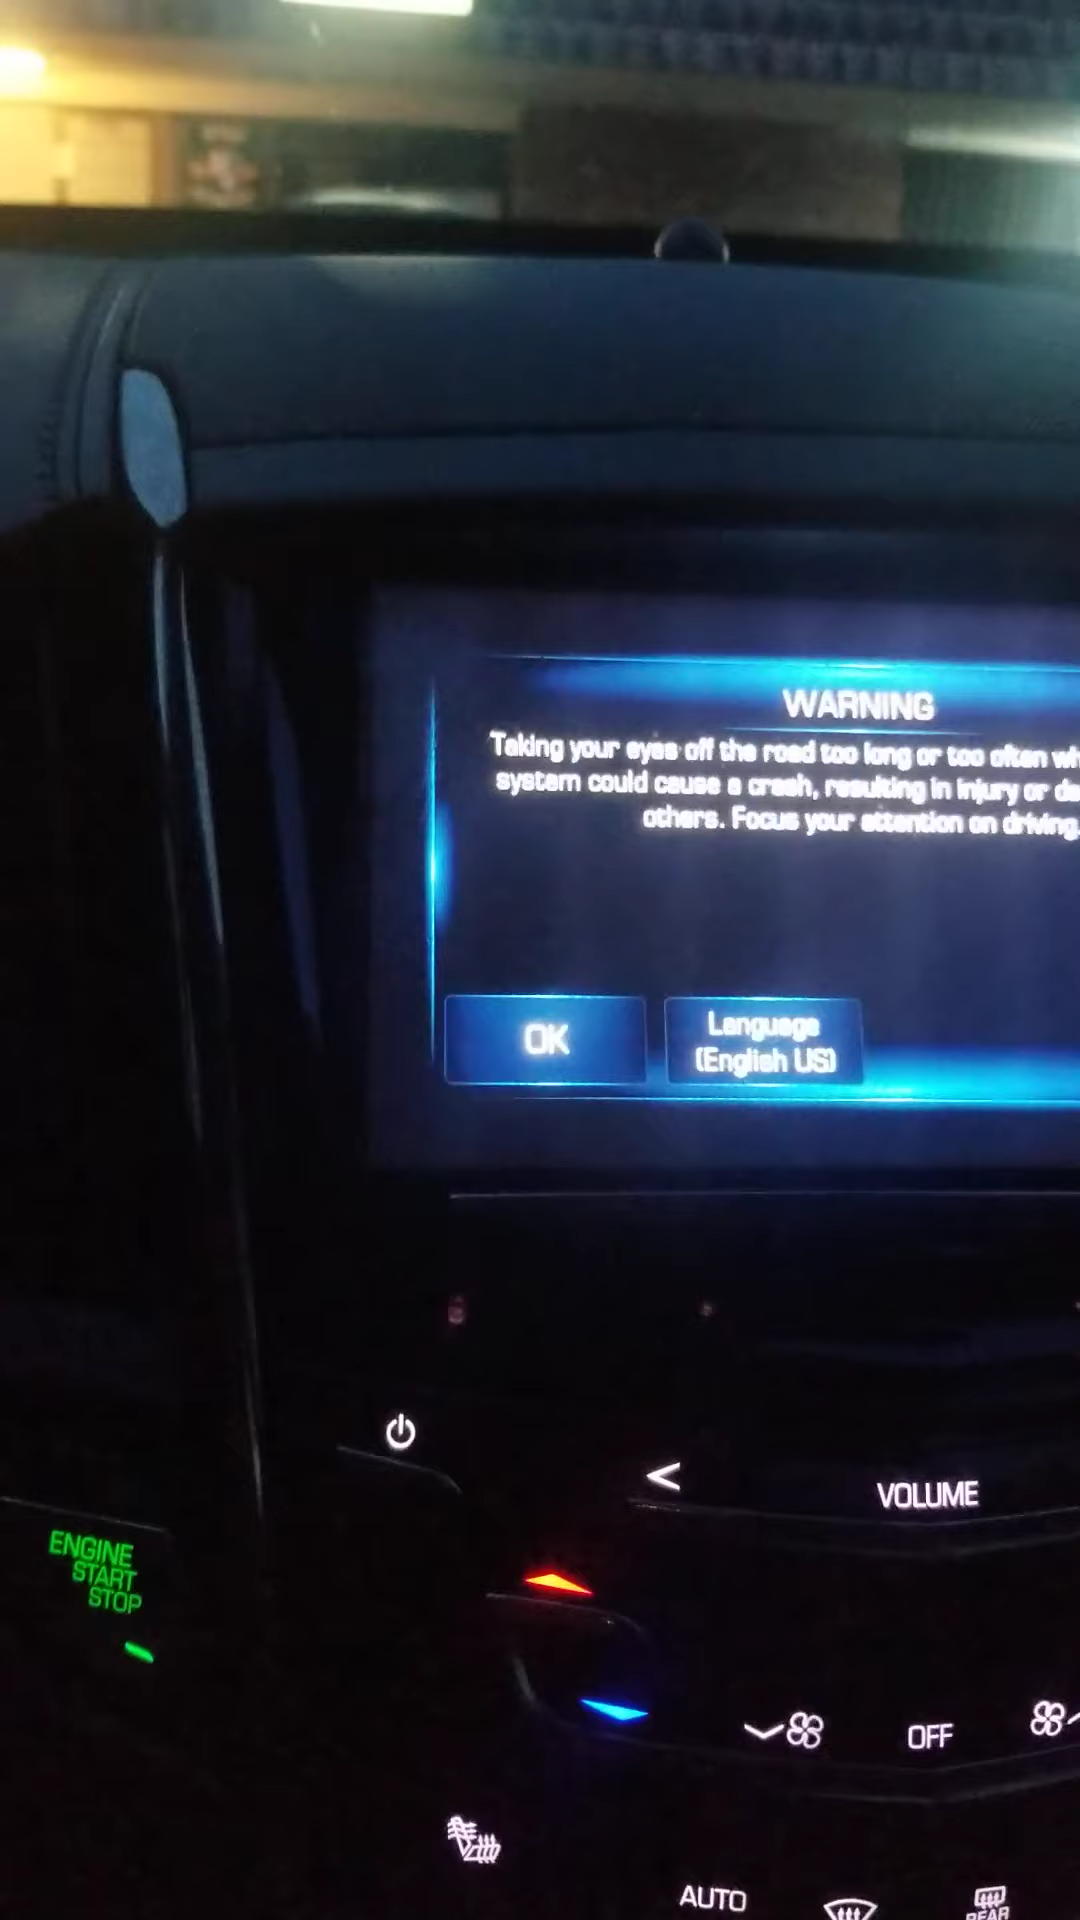 WARNING
Taking your eyes off the road too long or too often
system could cause a crash, resulting in injury or
others. Focus your attention on driving.
OK
Language
(English US)
VOLUME
ENGINE
START
STOP
OFF
AUTO
REAR